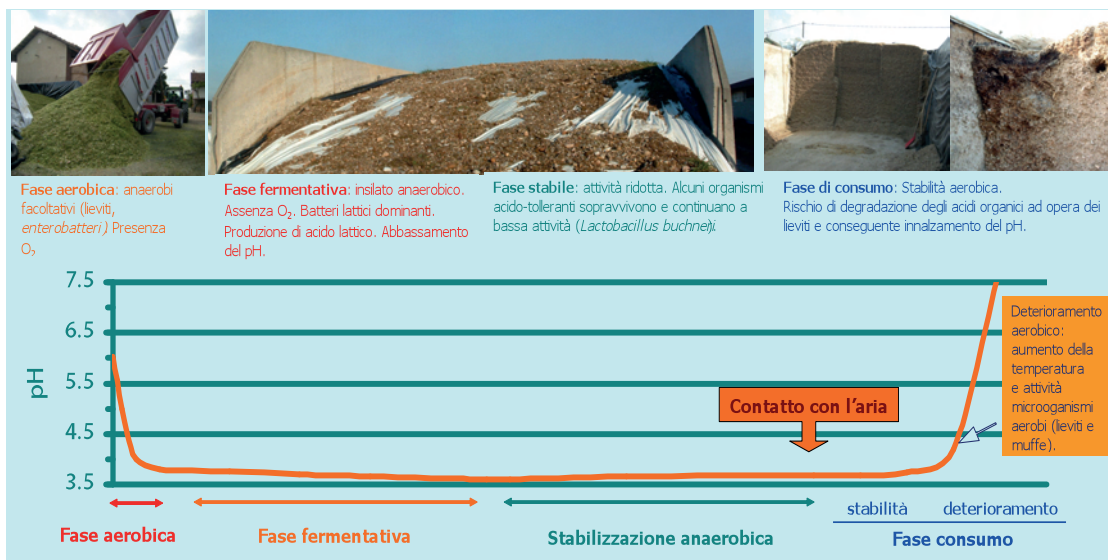 Fase aerobica: anaerobi
facoltativi (lieviti,
enterobatteri). Presenza
O₂
Fase fermentativa: insilato anaerobico.
Assenza O₂. Batteri lattici dominanti.
Produzione di acido lattico. Abbassamento
del pH.
Fase stabile: attività ridotta. Alcuni organismi
acido-tolleranti sopravvivono e continuano a
bassa attività (Lactobacillus buchneri).
Fase di consumo: Stabilità aerobica.
Rischio di degradazione degli acidi organici ad opera dei
lieviti e conseguente innalzamento del pH.
pH
7.5
6.5
5.5
4.5
3.5
Contatto con l'aria
Deterioramento
aerobico:
aumento della
temperatura
e attività
microoganismi
aerobi (lieviti e
muffe).
Fase aerobica
Fase fermentativa
Stabilizzazione anaerobica
stabilità deterioramento
Fase consumo